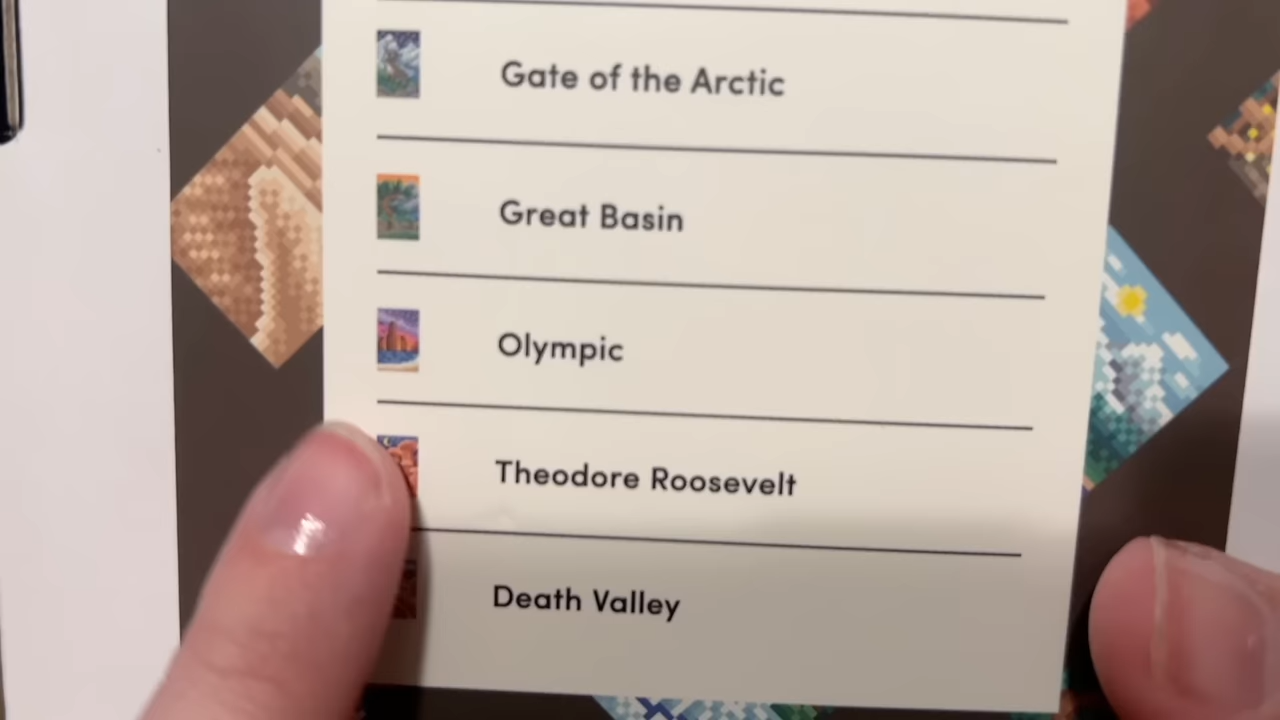 Gate of the Arctic
Great Basin
Olympic
Theodore Roosevelt
Death Valley